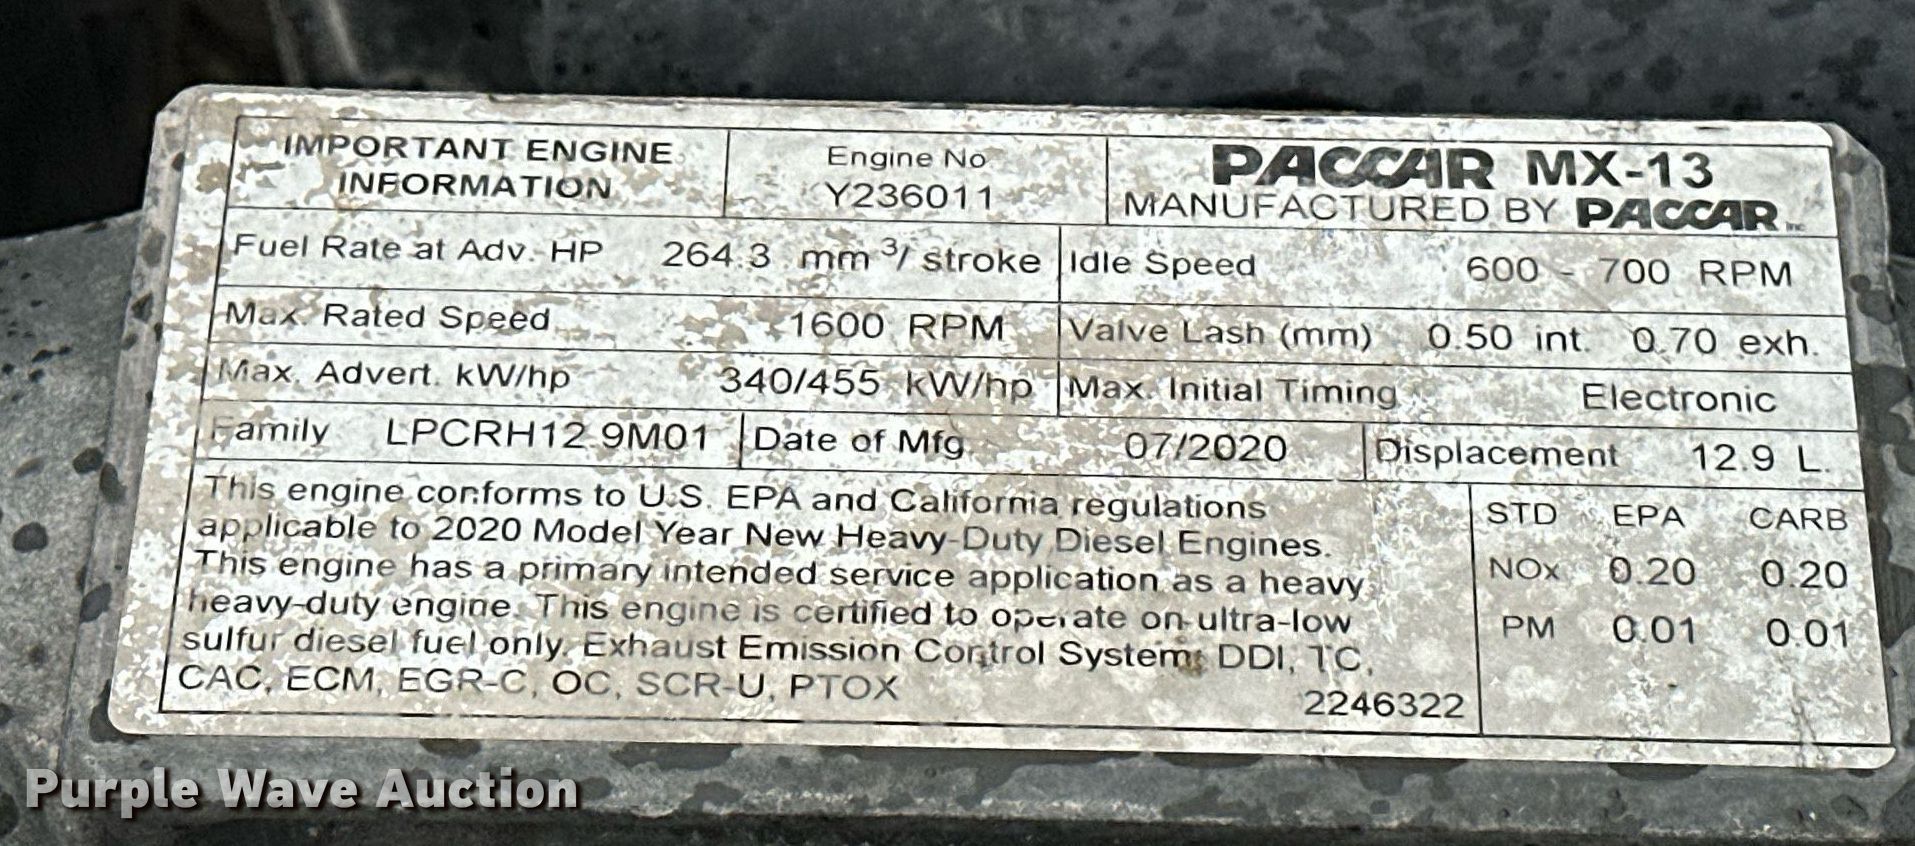 IMPORTANT ENGINE
INFORMATION
Engine No
Y236011
PACCAR MX-13
MANUFACTURED BY PACCAR
Fuel Rate at Adv. HP 264.3 mm³/ stroke
Idle Speed 600 - 700 RPM
Max. Rated Speed 1600 RPM
Valve Lash (mm) 0.50 int. 0.70 exh.
Max. Advert. kW/hp 340/455 kW/hp
Max. Initial Timing Electronic
Family LPCRH12.9M01
Date of Mfg 07/2020
Displacement 12.9 L.
This engine conforms to U.S. EPA and California regulations
applicable to 2020 Model Year New Heavy-Duty Diesel Engines.
This engine has a primary intended service application as a heavy
heavy-duty engine. This engine is certified to operate on ultra-low
sulfur diesel fuel only. Exhaust Emission Control System: DDI, TC,
CAC, ECM, EGR-C, OC, SCR-U, PTOX
2246322
STD EPA CARB
NOx 0.20 0.20
PM 0.01 0.01
Purple Wave Auction